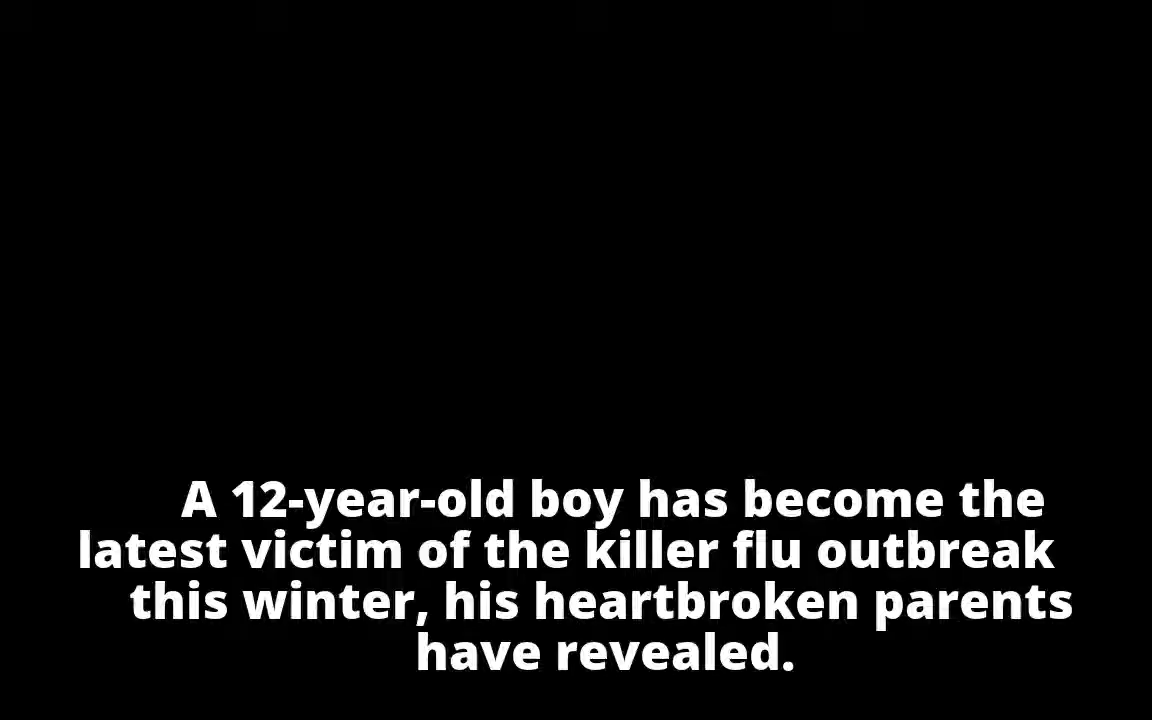 A 12-year-old boy has become the
latest victim of the killer flu outbreak
this winter, his heartbroken parents
have revealed.